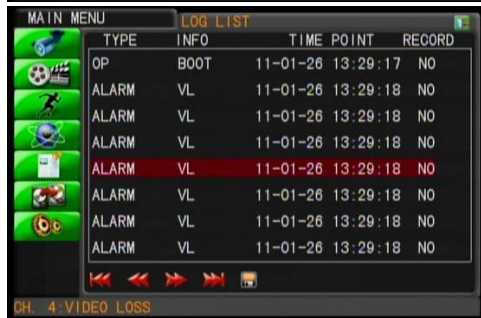 MAIN MENU
LOG LIST
TYPE INFO TIME POINT RECORD
OP BOOT 11-01-26 13:29:17 NO
ALARM VL 11-01-26 13:29:18 NO
ALARM VL 11-01-26 13:29:18 NO
ALARM VL 11-01-26 13:29:18 NO
ALARM VL 11-01-26 13:29:18 NO
ALARM VL 11-01-26 13:29:18 NO
ALARM VL 11-01-26 13:29:18 NO
ALARM VL 11-01-26 13:29:18 NO
CH. 4:VIDEO LOSS